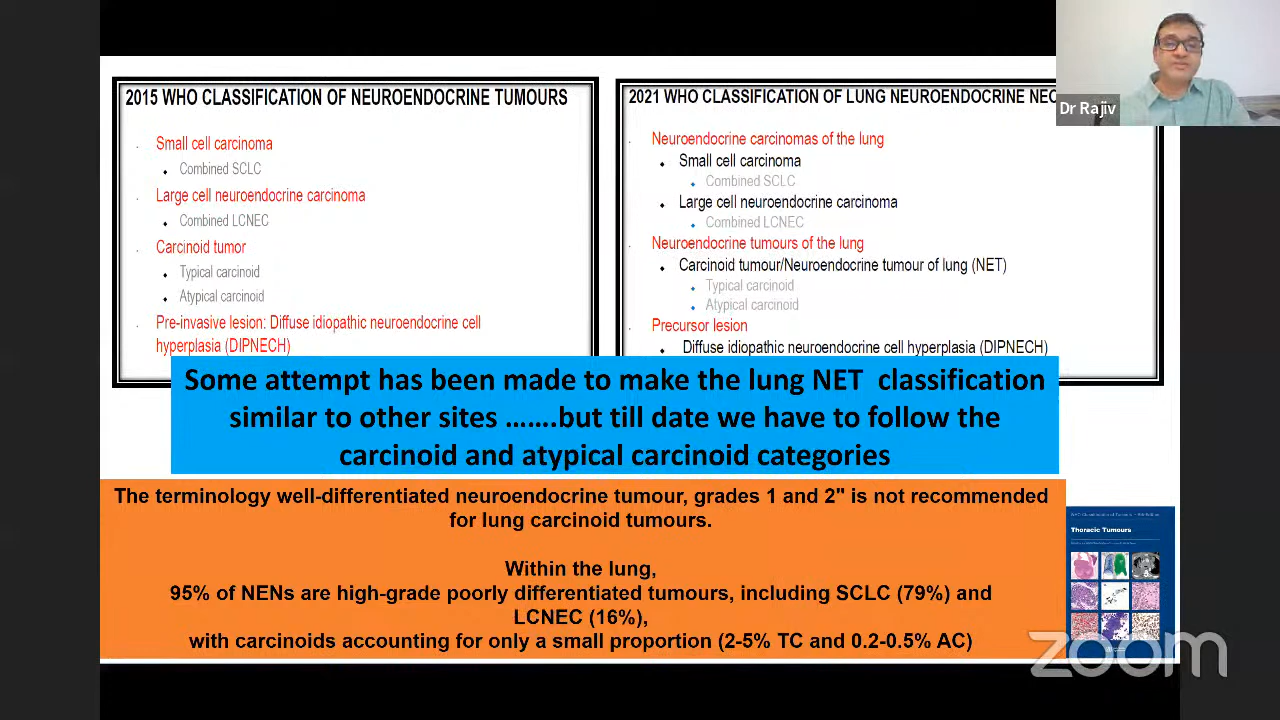 2015 WHO CLASSIFICATION OF NEUROENDOCRINE TUMOURS
Small cell carcinoma
Combined SCLC
Large cell neuroendocrine carcinoma
Combined LCNEC
Carcinoid tumor
Typical carcinoid
Atypical carcinoid
Pre-invasive lesion: Diffuse idiopathic neuroendocrine cell
hyperplasia (DIPNECH)
2021 WHO CLASSIFICATION OF LUNG NEUROENDOCRINE NEO
Neuroendocrine carcinomas of the lung
Small cell carcinoma
Combined SCLC
Large cell neuroendocrine carcinoma
Combined LCNEC
Neuroendocrine tumours of the lung
Carcinoid tumour/Neuroendocrine tumour of lung (NET)
Typical carcinoid
Atypical carcinoid
Precursor lesion
Diffuse idiopathic neuroendocrine cell hyperplasia (DIPNECH)
Dr Rajiv
Some attempt has been made to make the lung NET classification
similar to other sites …….but till date we have to follow the
carcinoid and atypical carcinoid categories
The terminology well-differentiated neuroendocrine tumour, grades 1 and 2" is not recommended
for lung carcinoid tumours.
Within the lung,
95% of NENs are high-grade poorly differentiated tumours, including SCLC (79%) and
LCNEC (16%),
with carcinoids accounting for only a small proportion (2-5% TC and 0.2-0.5% AC)
WHO Classification of Tumours
Thoracic Tumours
zoom